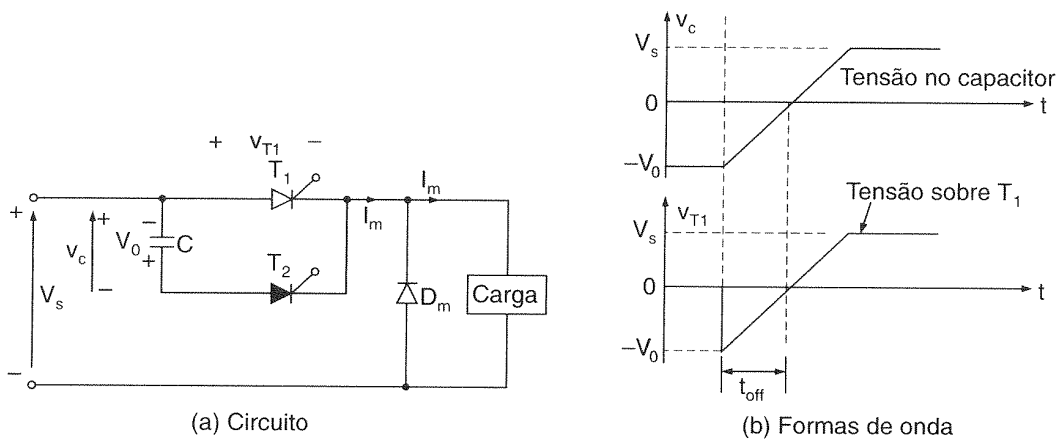 + v_T1 −
T₁
I_m
I_m
+
+
−
V₀
C
v_c
+
T₂
−
V_s
D_m
Carga
−
(a) Circuito
v_c
V_s
Tensão no capacitor
0
t
−V₀
Tensão sobre T₁
v_T1
V_s
0
t
−V₀
t_off
(b) Formas de onda